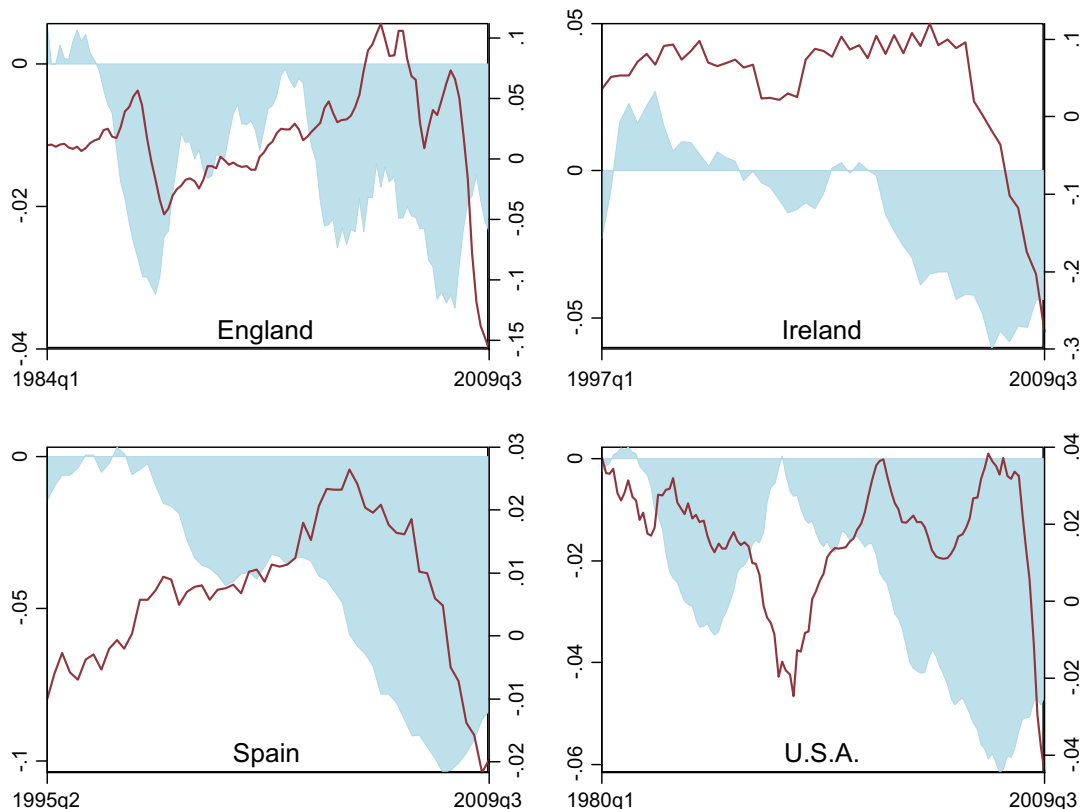 0
-.02
-.04
.1
.05
0
-.05
-.1
-.15
England
1984q1
2009q3
.05
0
-.05
.1
0
-.1
-.2
-.3
Ireland
1997q1
2009q3
0
-.05
-.1
.03
.02
.01
0
-.01
-.02
Spain
1995q2
2009q3
0
-.02
-.04
-.06
.04
.02
0
-.02
-.04
U.S.A.
1980q1
2009q3